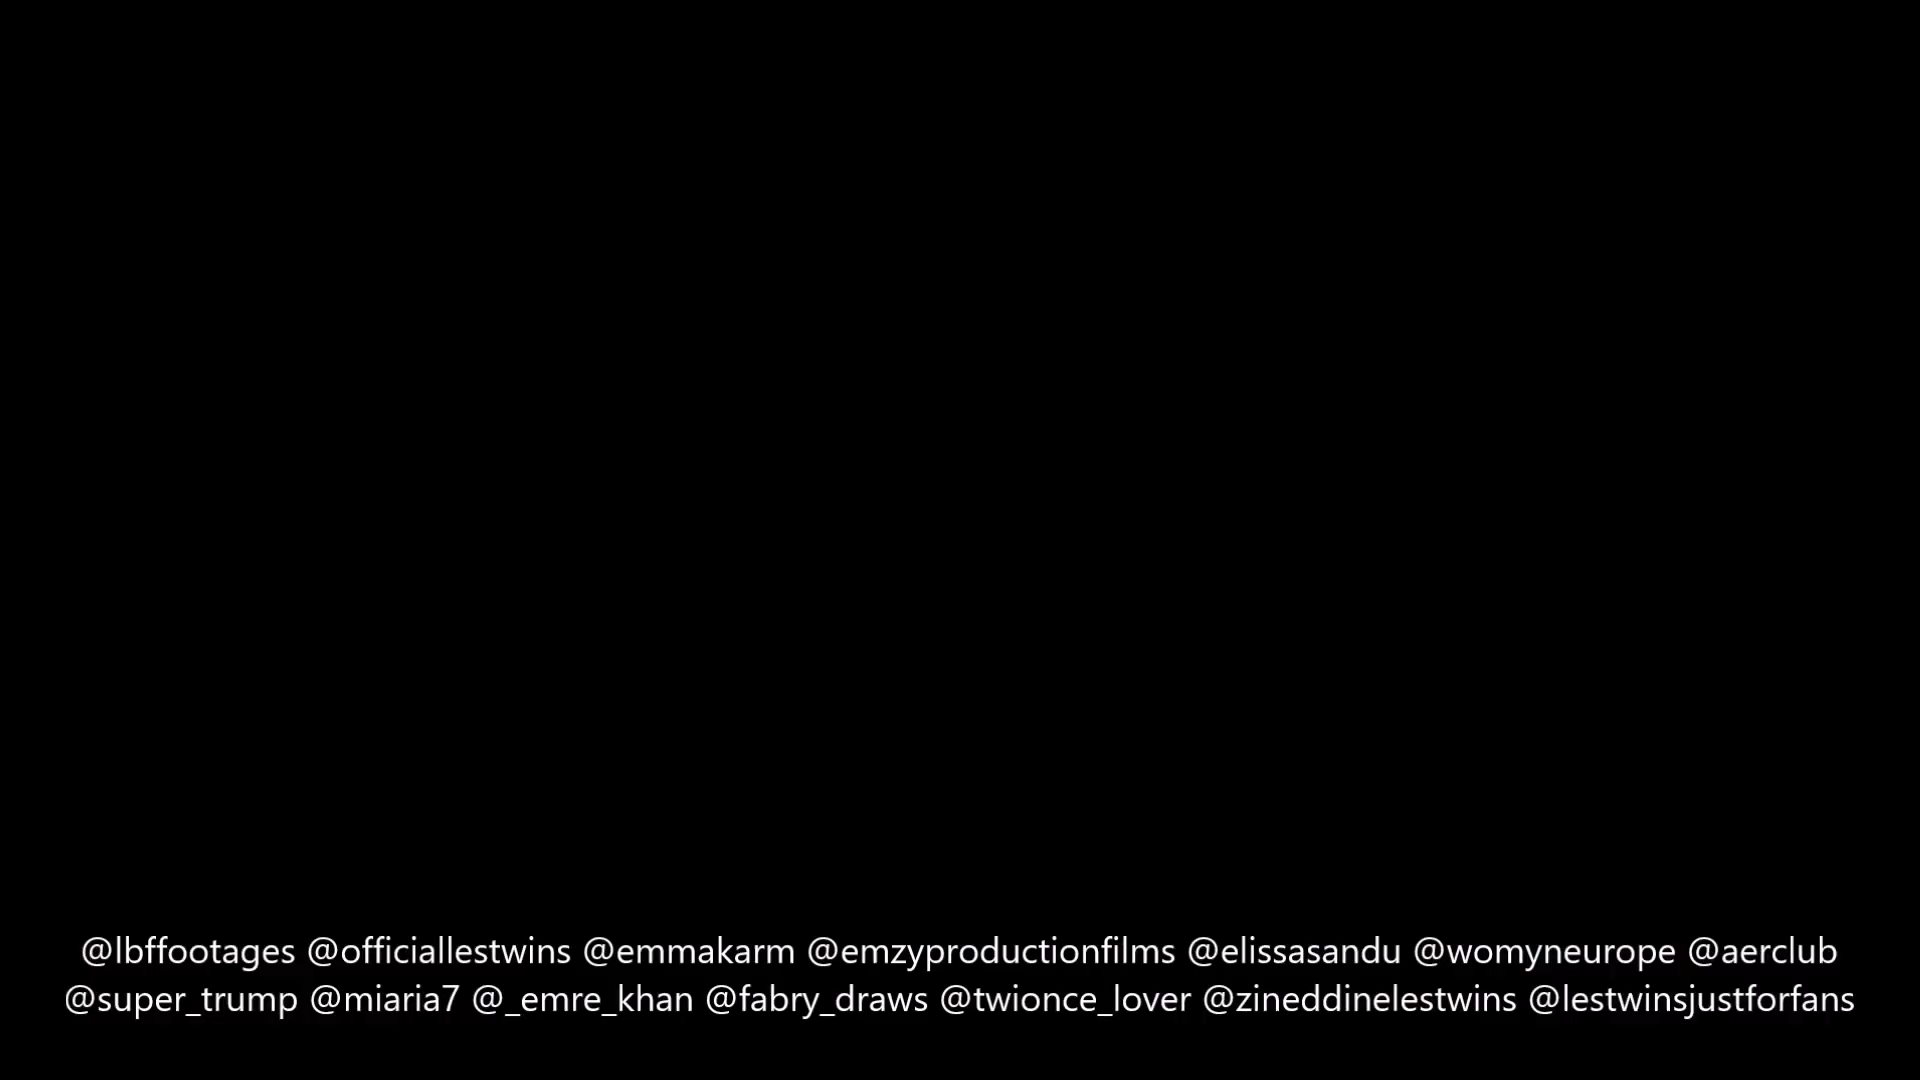 @lbffootages @officiallestwins @emmakarm @emzyproductionfilms @elissasandu @womyneurope @aerclub
@super_trump @miaria7 @_emre_khan @fabry_draws @twionce_lover @zineddinelestwins @lestwinsjustforfans